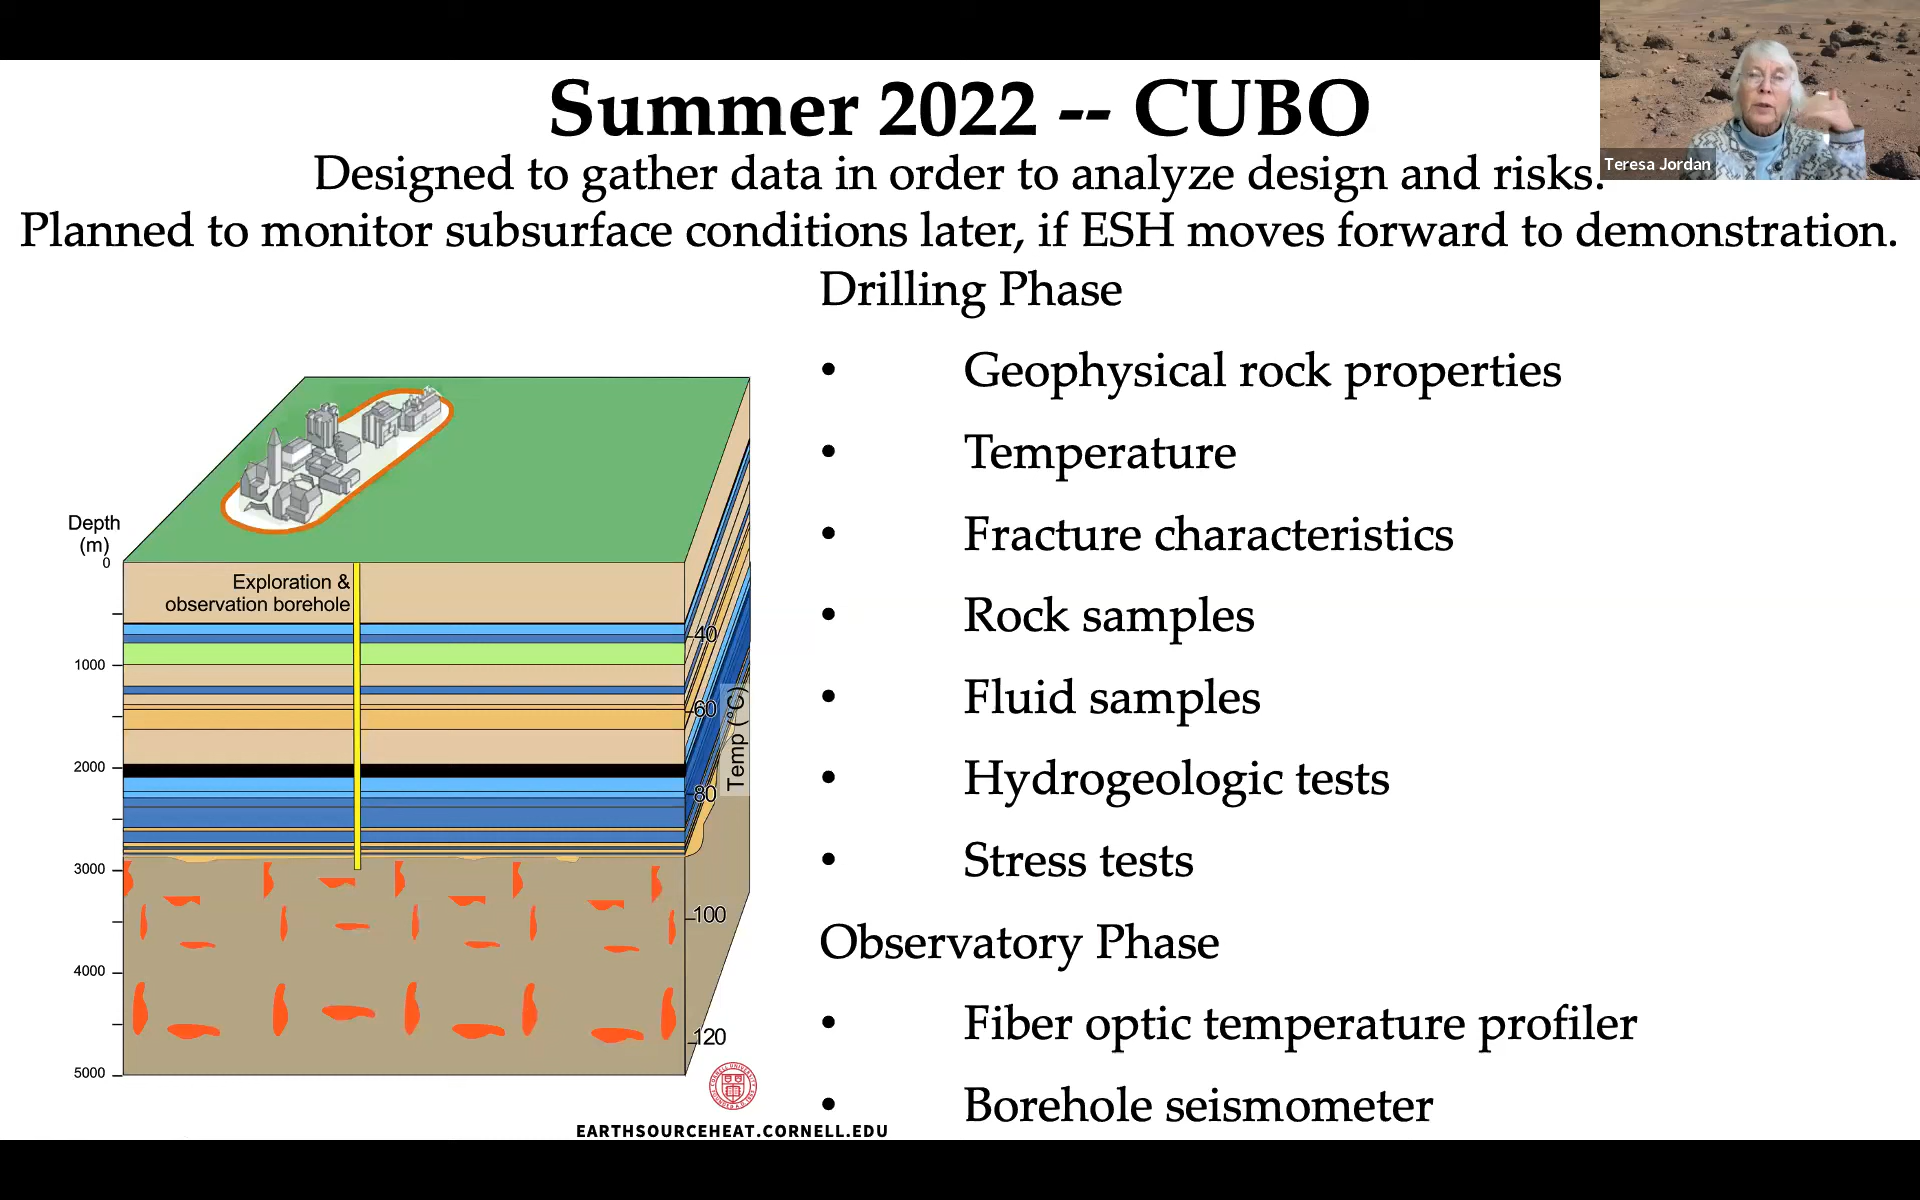 Summer 2022 -- CUBO
Teresa Jordan
Designed to gather data in order to analyze design and risks.
Planned to monitor subsurface conditions later, if ESH moves forward to demonstration.
Drilling Phase
• Geophysical rock properties
• Temperature
• Fracture characteristics
• Rock samples
• Fluid samples
• Hydrogeologic tests
• Stress tests
Observatory Phase
• Fiber optic temperature profiler
• Borehole seismometer
Depth
(m)
0
1000
2000
3000
4000
5000
Exploration &
observation borehole
40
60
80
100
120
Temp (°C)
EARTHSOURCEHEAT.CORNELL.EDU